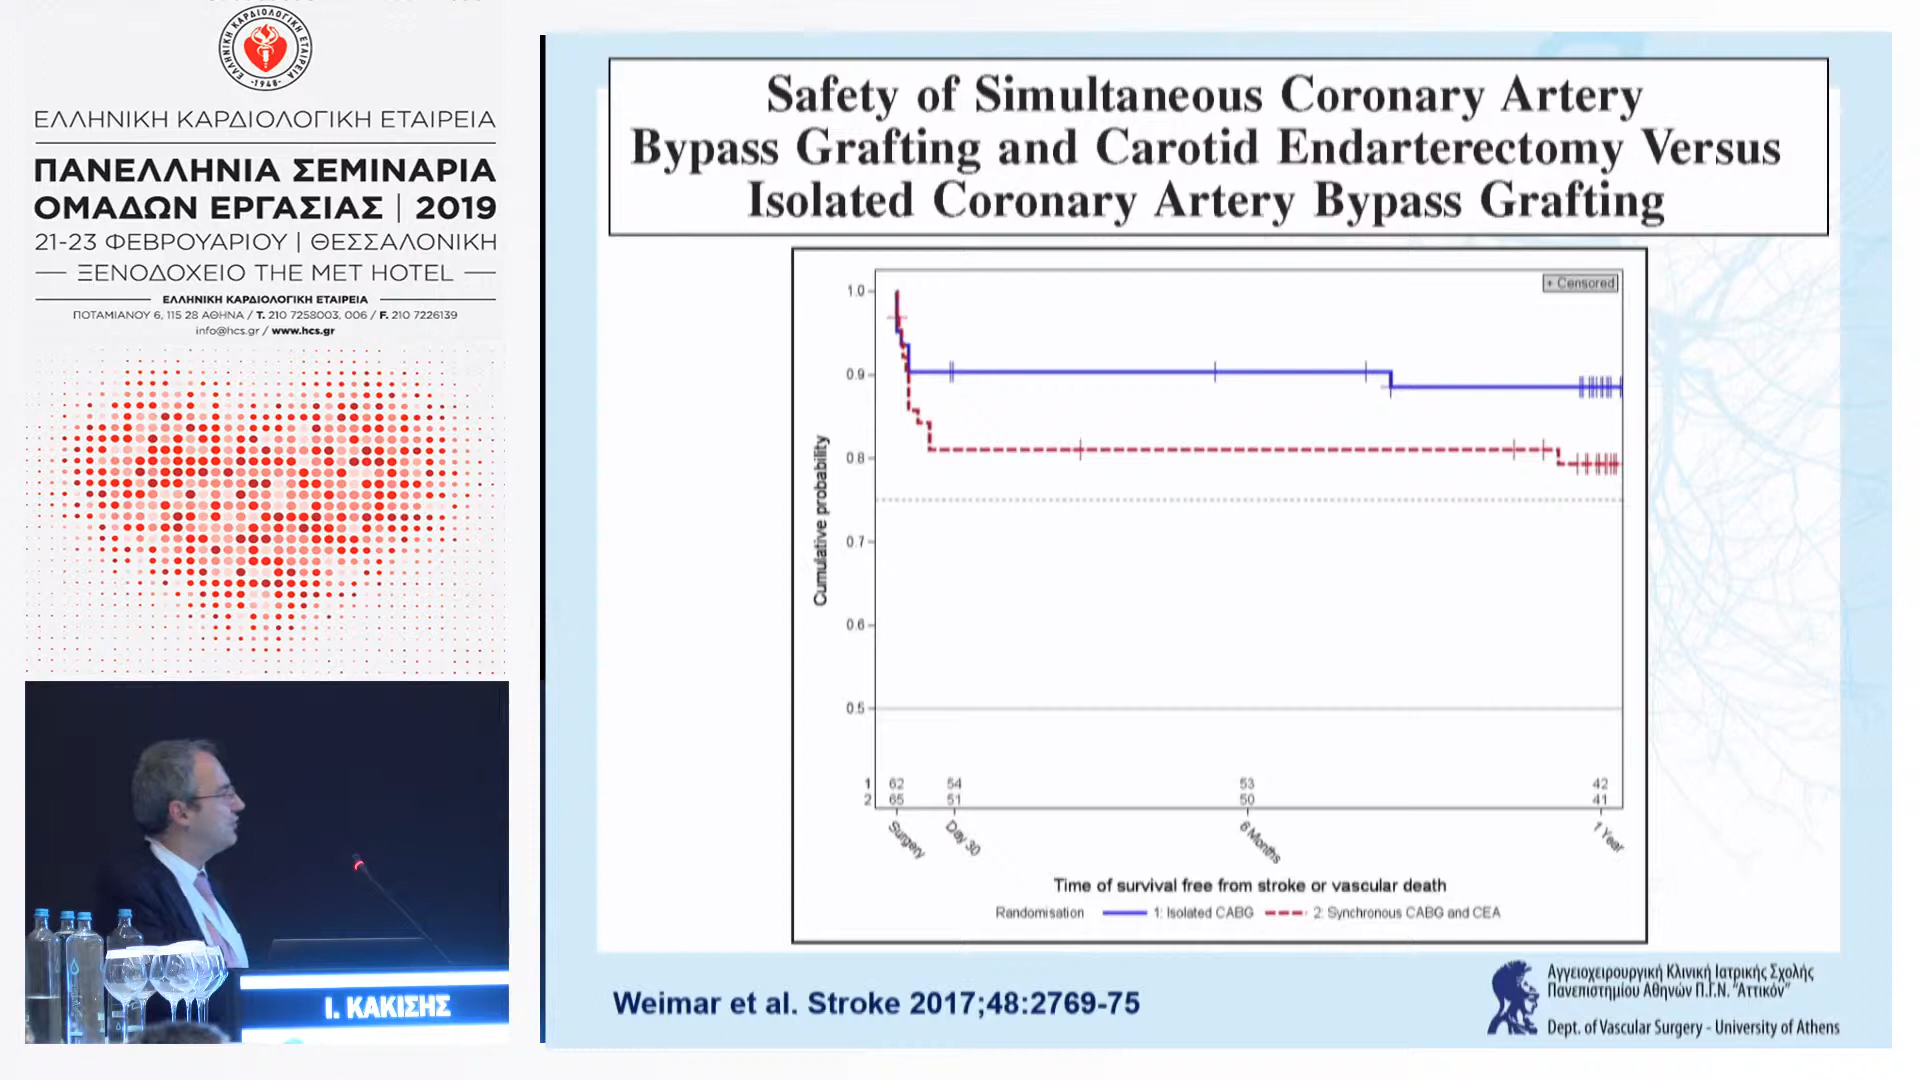 ΕΛΛΗΝΙΚΗ ΚΑΡΔΙΟΛΟΓΙΚΗ ΕΤΑΙΡΕΙΑ
·1948·
ΕΛΛΗΝΙΚΗ ΚΑΡΔΙΟΛΟΓΙΚΗ ΕΤΑΙΡΕΙΑ
ΠΑΝΕΛΛΗΝΙΑ ΣΕΜΙΝΑΡΙΑ
ΟΜΑΔΩΝ ΕΡΓΑΣΙΑΣ | 2019
21-23 ΦΕΒΡΟΥΑΡΙΟΥ | ΘΕΣΣΑΛΟΝΙΚΗ
ΞΕΝΟΔΟΧΕΙΟ THE MET HOTEL
ΕΛΛΗΝΙΚΗ ΚΑΡΔΙΟΛΟΓΙΚΗ ΕΤΑΙΡΕΙΑ
ΠΟΤΑΜΙΑΝΟΥ 6, 115 28 ΑΘΗΝΑ / T. 210 7258003, 006 / F. 210 7226139
info@hcs.gr / www.hcs.gr
Ι. ΚΑΚΙΣΗΣ
Safety of Simultaneous Coronary Artery
Bypass Grafting and Carotid Endarterectomy Versus
Isolated Coronary Artery Bypass Grafting
+ Censored
Cumulative probability
1.0
0.9
0.8
0.7
0.6
0.5
1 62 54 53 42
2 65 51 50 41
Surgery Day 30 6 Months 1 Year
Time of survival free from stroke or vascular death
Randomisation 1: Isolated CABG 2: Synchronous CABG and CEA
Weimar et al. Stroke 2017;48:2769-75
Αγγειοχειρουργική Κλινική Ιατρικής Σχολής
Πανεπιστημίου Αθηνών Π.Γ.Ν. "Αττικόν"
Dept. of Vascular Surgery - University of Athens